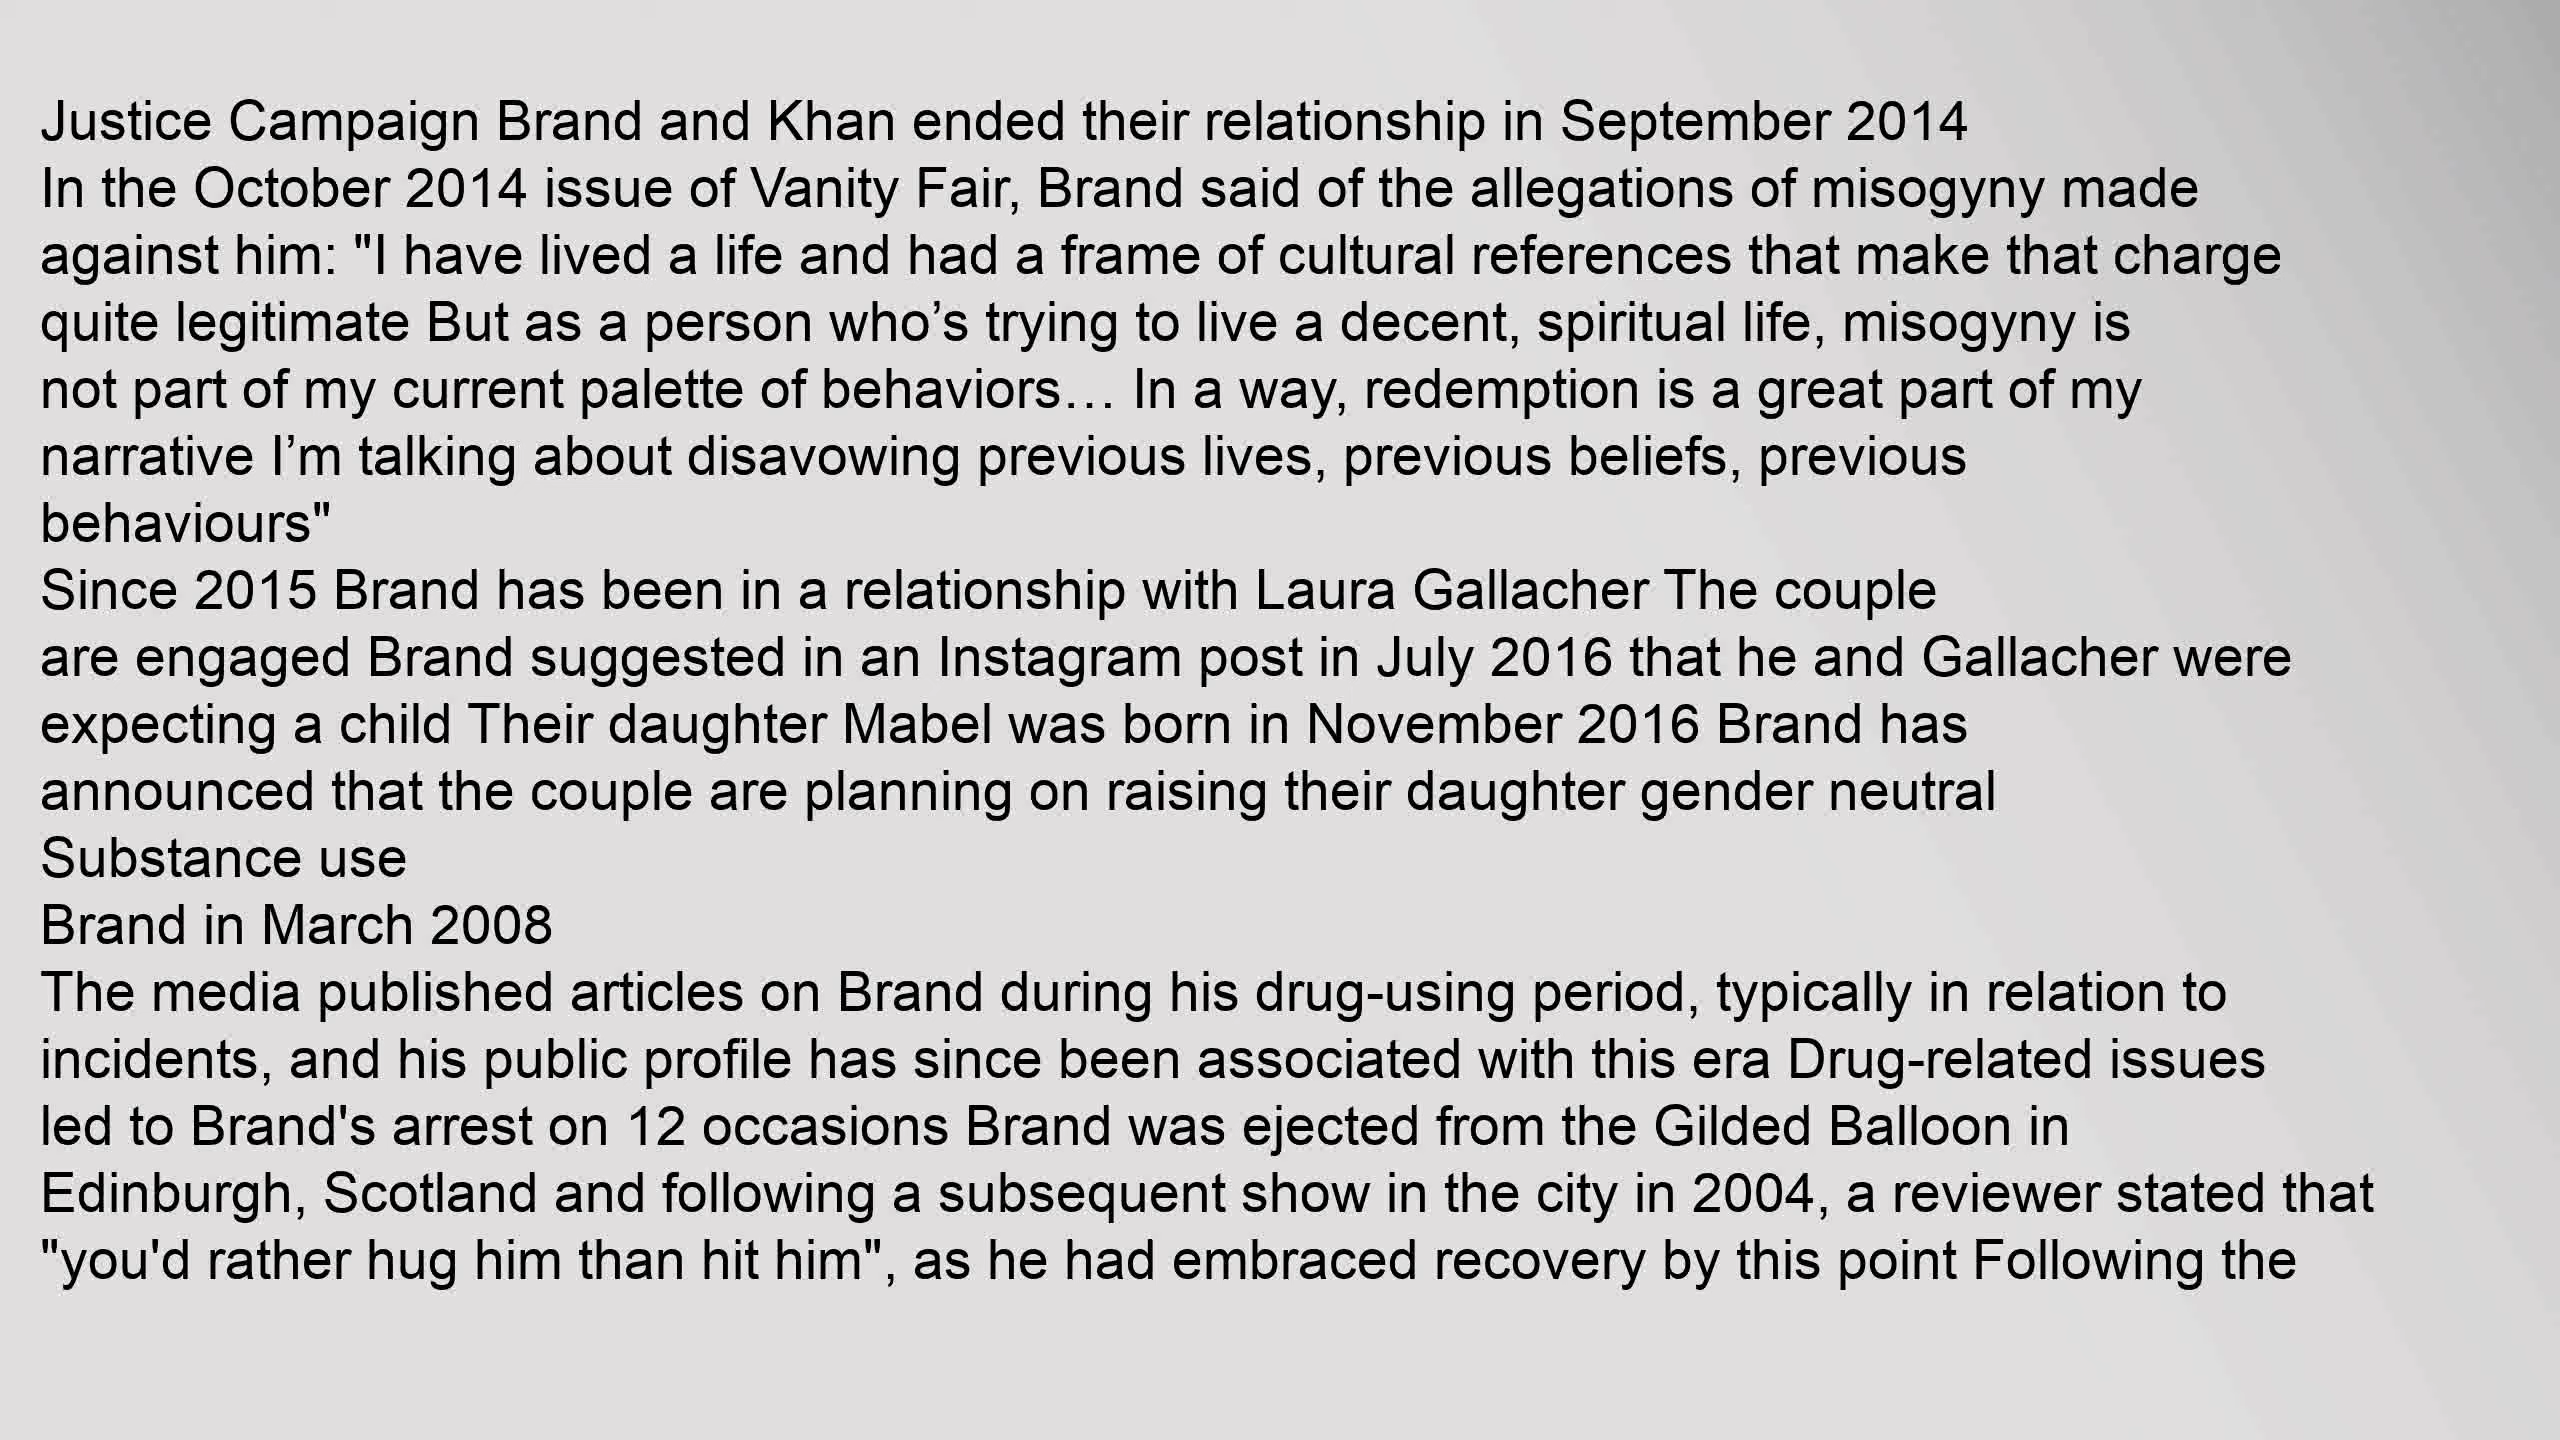 Justice Campaign Brand and Khan ended their relationship in September 2014
In the October 2014 issue of Vanity Fair, Brand said of the allegations of misogyny made
against him: "I have lived a life and had a frame of cultural references that make that charge
quite legitimate But as a person who’s trying to live a decent, spiritual life, misogyny is
not part of my current palette of behaviors… In a way, redemption is a great part of my
narrative I’m talking about disavowing previous lives, previous beliefs, previous
behaviours"
Since 2015 Brand has been in a relationship with Laura Gallacher The couple
are engaged Brand suggested in an Instagram post in July 2016 that he and Gallacher were
expecting a child Their daughter Mabel was born in November 2016 Brand has
announced that the couple are planning on raising their daughter gender neutral
Substance use
Brand in March 2008
The media published articles on Brand during his drug-using period, typically in relation to
incidents, and his public profile has since been associated with this era Drug-related issues
led to Brand's arrest on 12 occasions Brand was ejected from the Gilded Balloon in
Edinburgh, Scotland and following a subsequent show in the city in 2004, a reviewer stated that
"you'd rather hug him than hit him", as he had embraced recovery by this point Following the